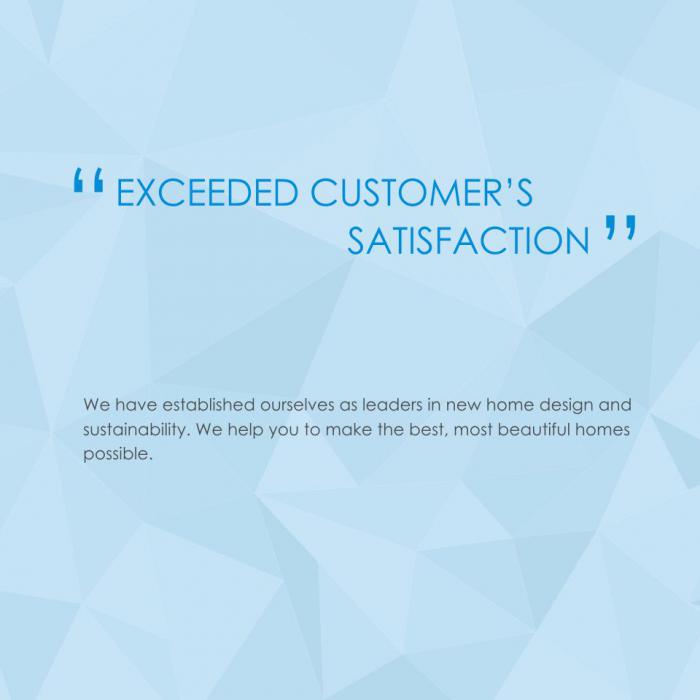 “ EXCEEDED CUSTOMER’S
SATISFACTION ”
We have established ourselves as leaders in new home design and
sustainability. We help you to make the best, most beautiful homes
possible.